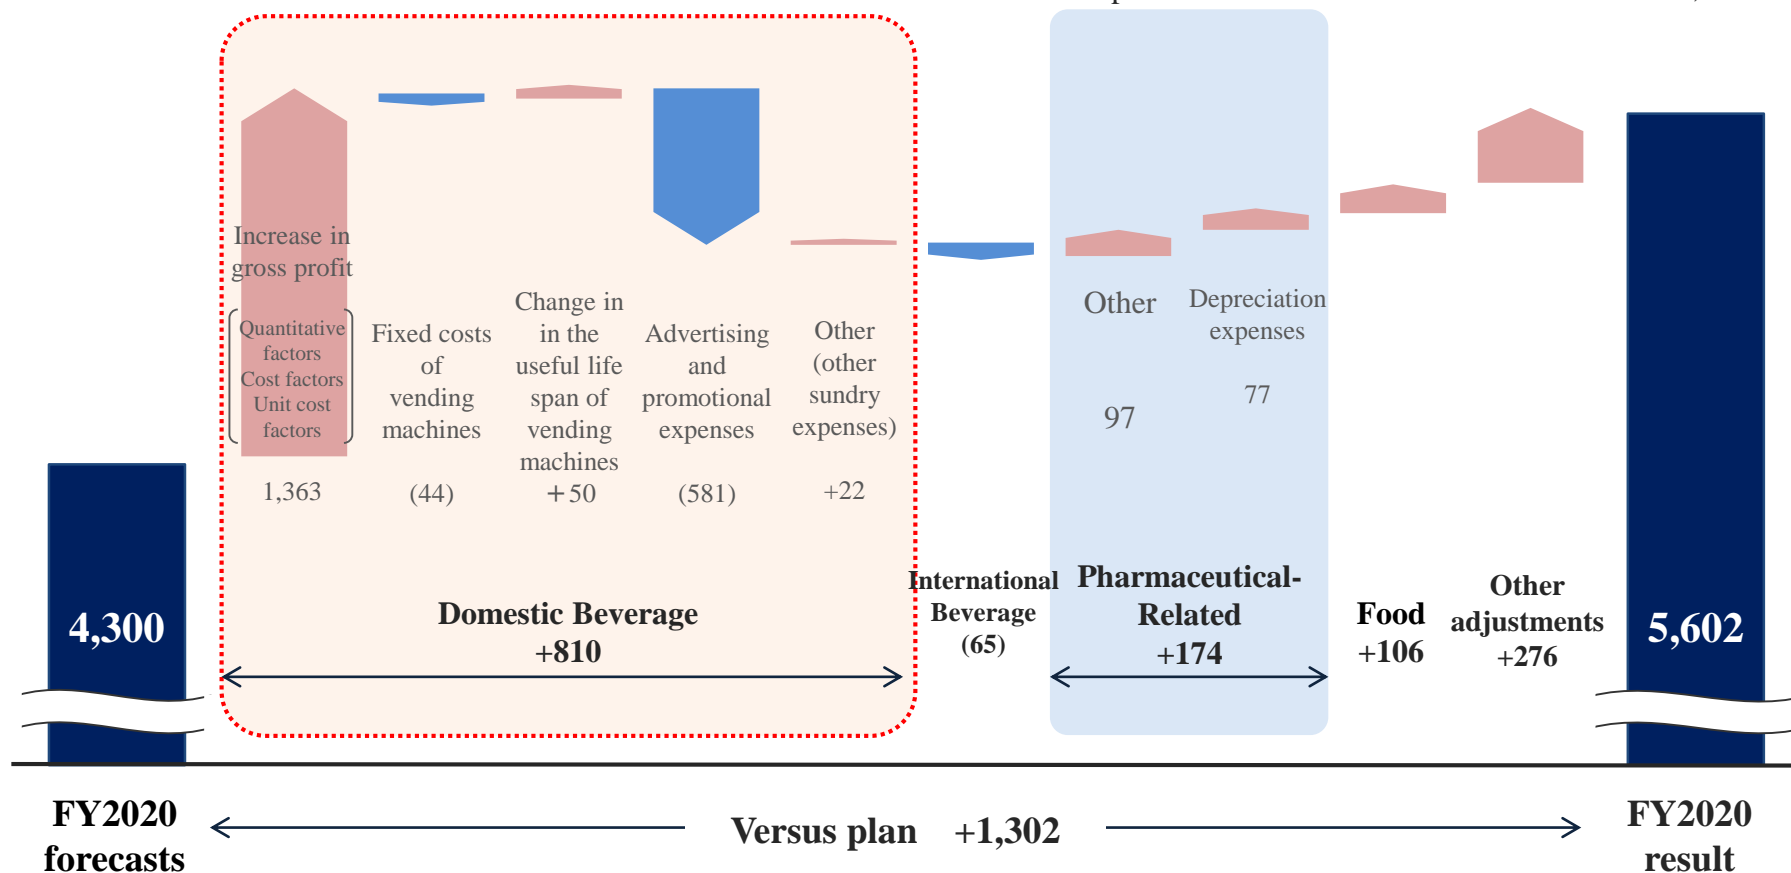 Increase in
gross profit
Quantitative
factors
Cost factors
Unit cost
factors
1,363
Fixed costs
of
vending
machines
(44)
Change in
in the
useful life
span of
vending
machines
+50
Advertising
and
promotional
expenses
(581)
Other
(other
sundry
expenses)
+22
Domestic Beverage
+810
International
Beverage
(65)
Other
97
Depreciation
expenses
77
Pharmaceutical-
Related
+174
Food
+106
Other
adjustments
+276
4,300
5,602
FY2020
forecasts
Versus plan +1,302
FY2020
result